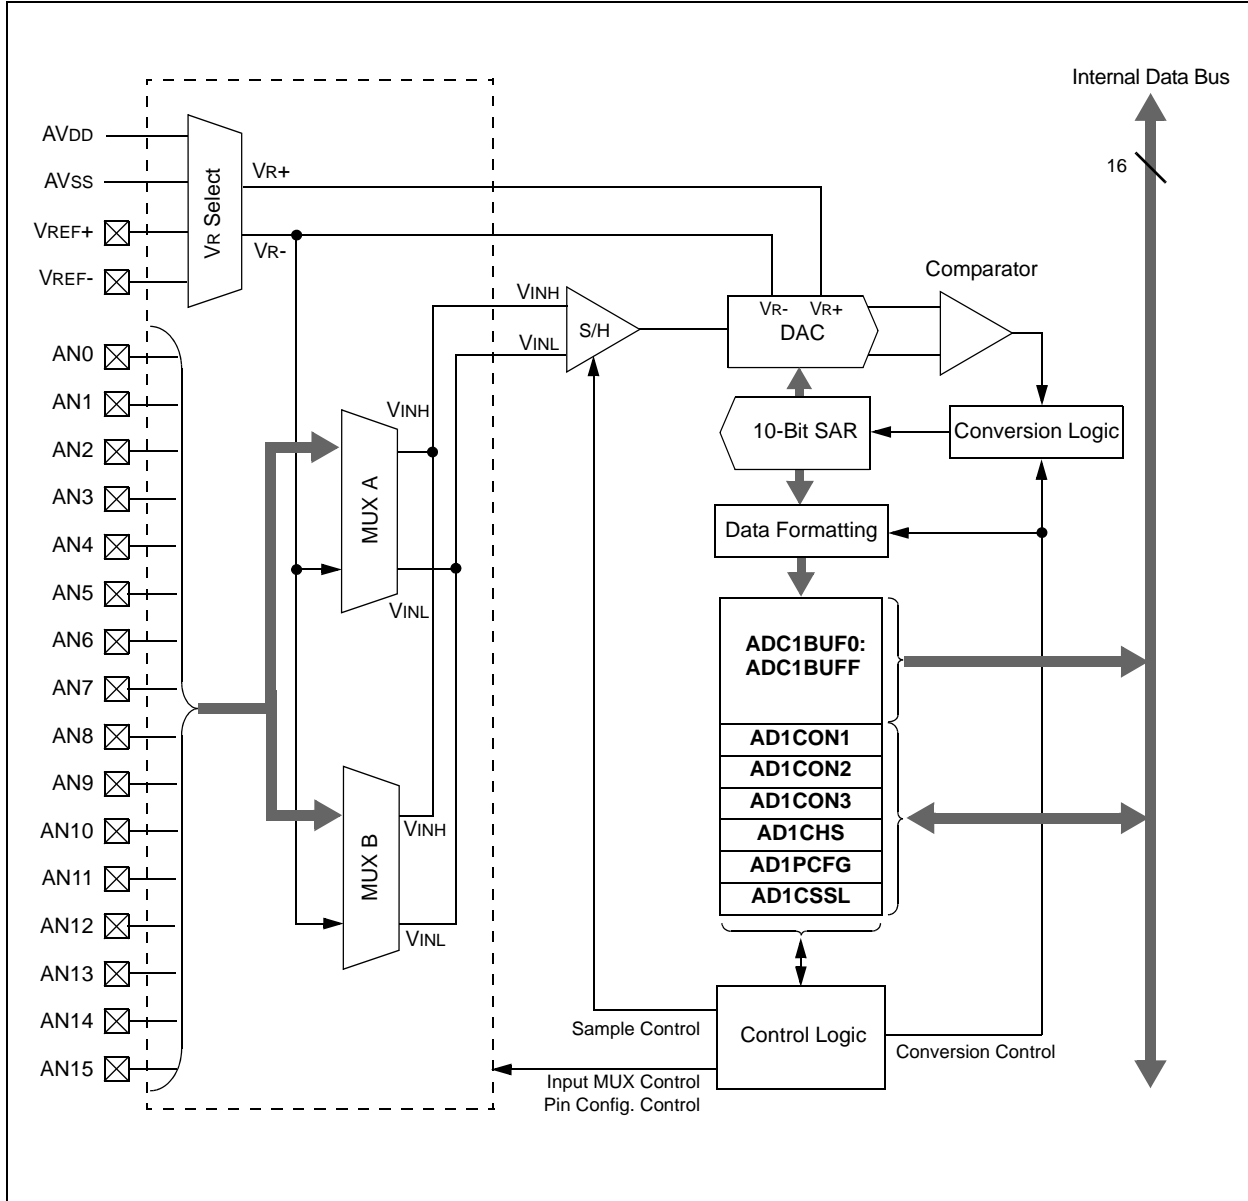 Internal Data Bus
16
AVDD
AVSS
VREF+
VREF-
VR Select
VR+
VR-
AN0
AN1
AN2
AN3
AN4
AN5
AN6
AN7
AN8
AN9
AN10
AN11
AN12
AN13
AN14
AN15
MUX A
VINH
VINL
MUX B
VINH
VINL
VINH
VINL
S/H
VR- VR+
DAC
Comparator
10-Bit SAR
Conversion Logic
Data Formatting
ADC1BUF0:
ADC1BUFF
AD1CON1
AD1CON2
AD1CON3
AD1CHS
AD1PCFG
AD1CSSL
Control Logic
Sample Control
Conversion Control
Input MUX Control
Pin Config. Control